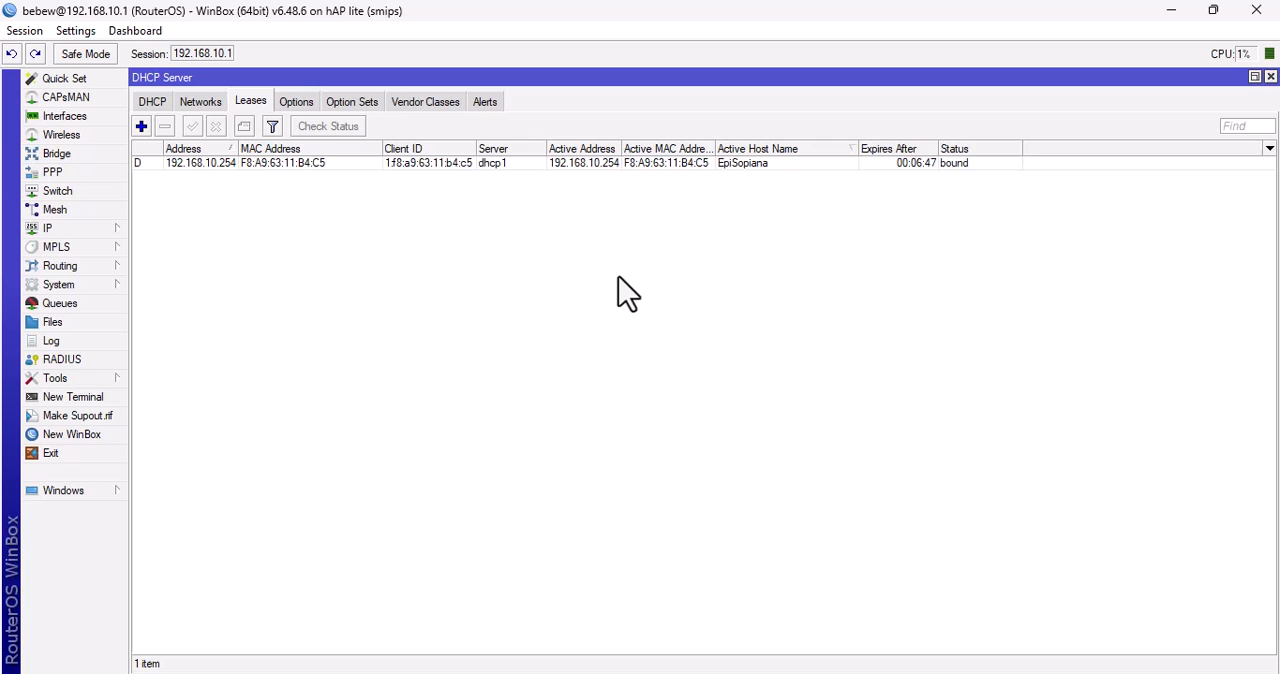 bebew@192.168.10.1 (RouterOS) - WinBox (64bit) v6.48.6 on hAP lite (smips)
Session Settings Dashboard
Safe Mode Session: 192.168.10.1 CPU: 1%
DHCP Server
DHCP Networks Leases Options Option Sets Vendor Classes Alerts
Check Status Find
Address MAC Address Client ID Server Active Address Active MAC Addre... Active Host Name Expires After Status
D 192.168.10.254 F8:A9:63:11:B4:C5 1:f8:a9:63:11:b4:c5 dhcp1 192.168.10.254 F8:A9:63:11:B4:C5 EpiSopiana 00:06:47 bound
Quick Set
CAPsMAN
Interfaces
Wireless
Bridge
PPP
Switch
Mesh
255 IP
MPLS
Routing
System
Queues
Files
Log
RADIUS
Tools
New Terminal
Make Supout.rif
New WinBox
Exit
Windows
RouterOS WinBox
1 item